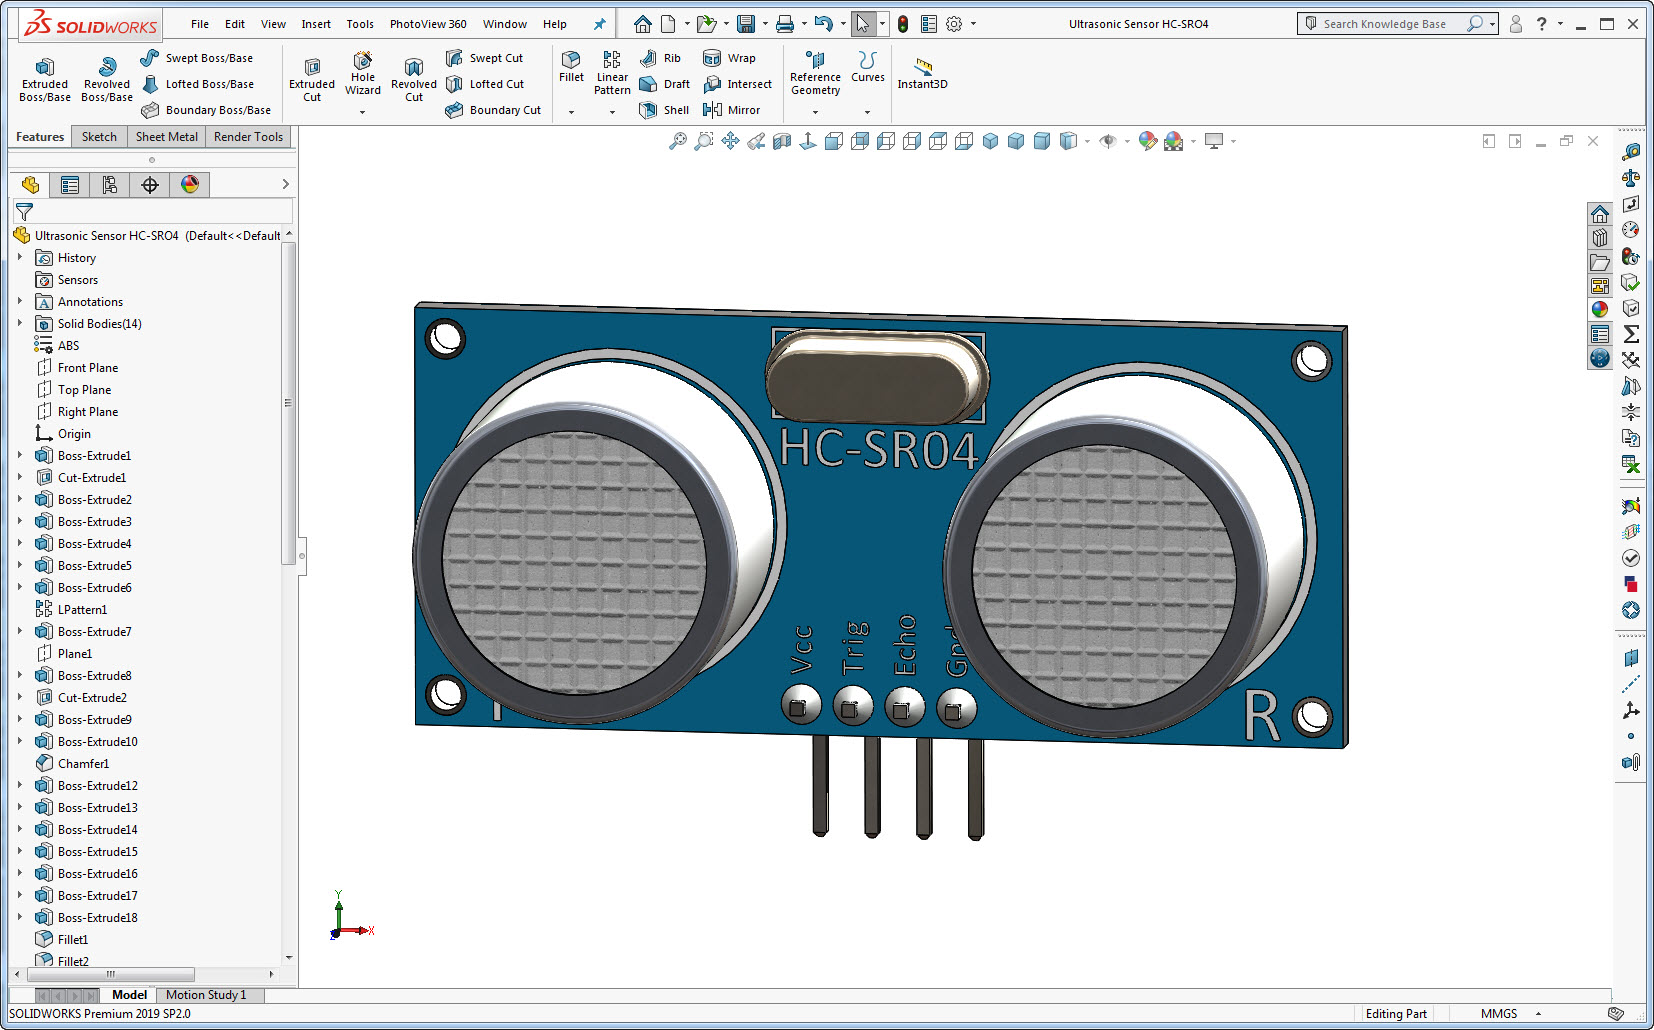 SOLIDWORKS
File Edit View Insert Tools PhotoView 360 Window Help
Ultrasonic Sensor HC-SR04
Search Knowledge Base
?
Extruded Boss/Base
Revolved Boss/Base
Swept Boss/Base
Lofted Boss/Base
Boundary Boss/Base
Extruded Cut
Hole Wizard
Revolved Cut
Swept Cut
Lofted Cut
Boundary Cut
Fillet
Linear Pattern
Rib
Draft
Shell
Wrap
Intersect
Mirror
Reference Geometry
Curves
Instant3D
Features Sketch Sheet Metal Render Tools
Ultrasonic Sensor HC-SR04 (Default<<Default
History
Sensors
Annotations
Solid Bodies(14)
ABS
Front Plane
Top Plane
Right Plane
Origin
Boss-Extrude1
Cut-Extrude1
Boss-Extrude2
Boss-Extrude3
Boss-Extrude4
Boss-Extrude5
Boss-Extrude6
LPattern1
Boss-Extrude7
Plane1
Boss-Extrude8
Cut-Extrude2
Boss-Extrude9
Boss-Extrude10
Chamfer1
Boss-Extrude12
Boss-Extrude13
Boss-Extrude14
Boss-Extrude15
Boss-Extrude16
Boss-Extrude17
Boss-Extrude18
Fillet1
Fillet2
HC-SR04
Vcc
Trig
Echo
Gnd
R
Y
X
Model Motion Study 1
SOLIDWORKS Premium 2019 SP2.0
Editing Part
MMGS